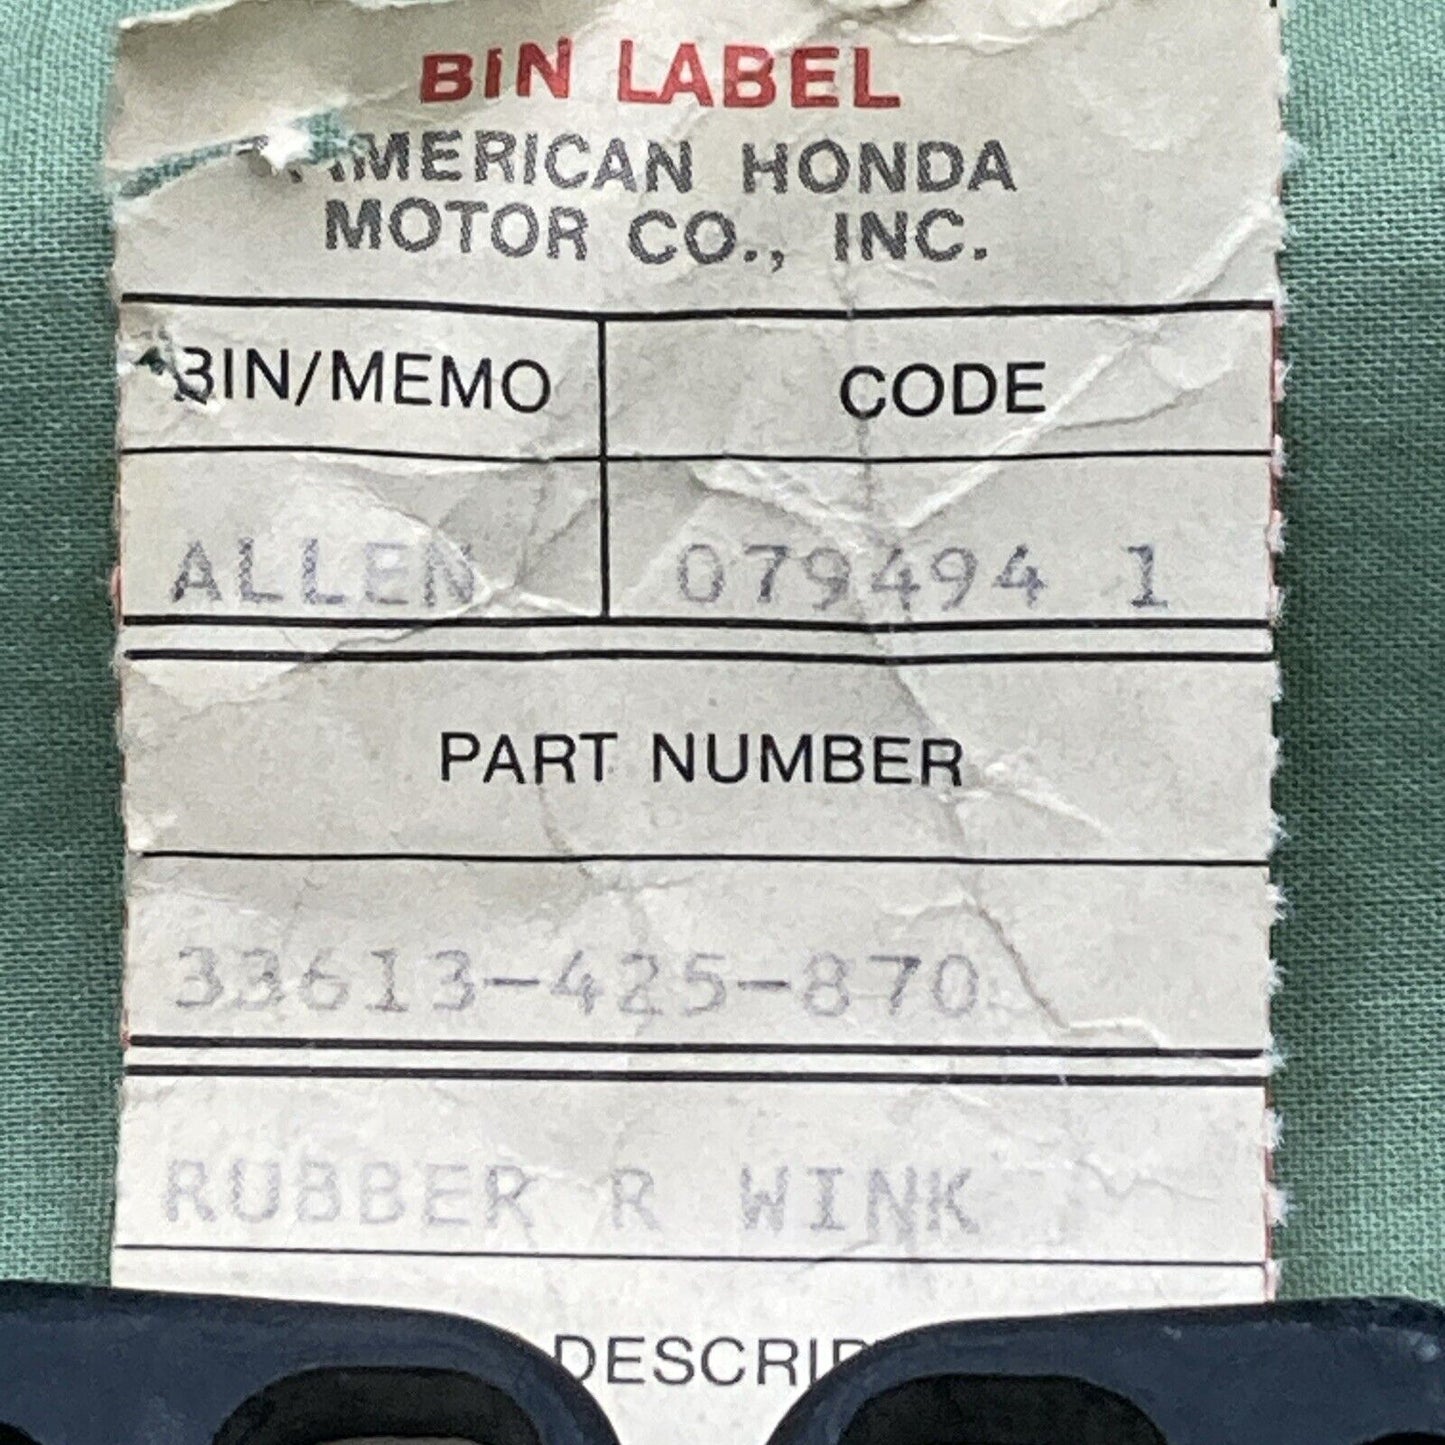 BIN LABEL
AMERICAN HONDA
MOTOR CO., INC.
BIN/MEMO CODE
ALLEN 079494 1
PART NUMBER
33613-425-870
RUBBER R WINK
DESCRIP